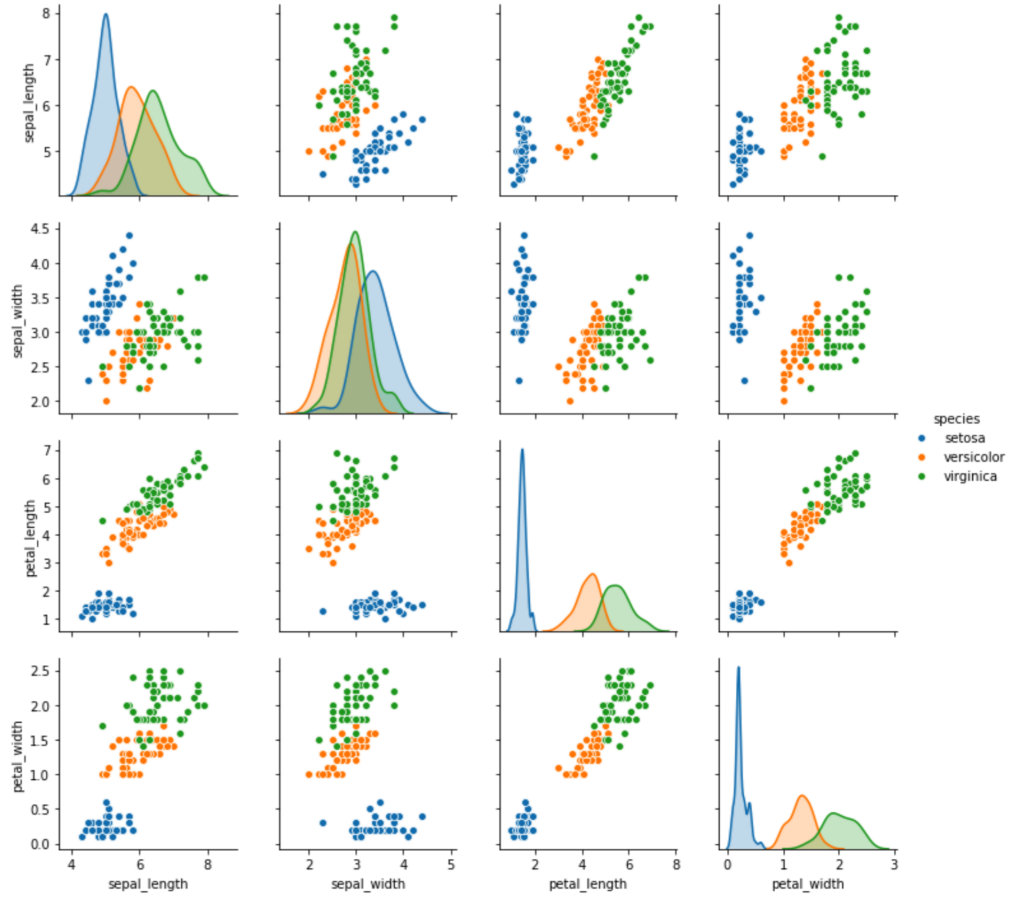 8
7
6
5
sepal_length
4.5
4.0
3.5
3.0
2.5
2.0
sepal_width
species
setosa
versicolor
virginica
7
6
5
4
3
2
1
petal_length
2.5
2.0
1.5
1.0
0.5
0.0
petal_width
4 6 8
2 3 4 5
2 4 6 8
0 1 2 3
sepal_length
sepal_width
petal_length
petal_width